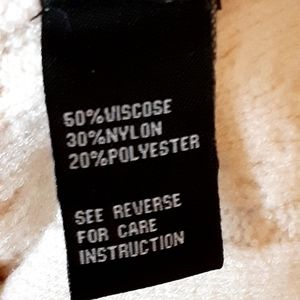 50%VISCOSE
30%NYLON
20%POLYESTER
SEE REVERSE
FOR CARE
INSTRUCTION